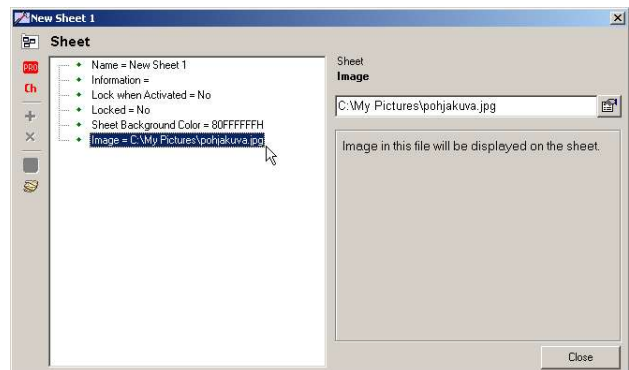 New Sheet 1
Sheet
PRO
Ch
Name = New Sheet 1
Information =
Lock when Activated = No
Locked = No
Sheet Background Color = 80FFFFFFH
Image = C:\My Pictures\pohjakuva.jpg
Sheet
Image
C:\My Pictures\pohjakuva.jpg
Image in this file will be displayed on the sheet.
Close